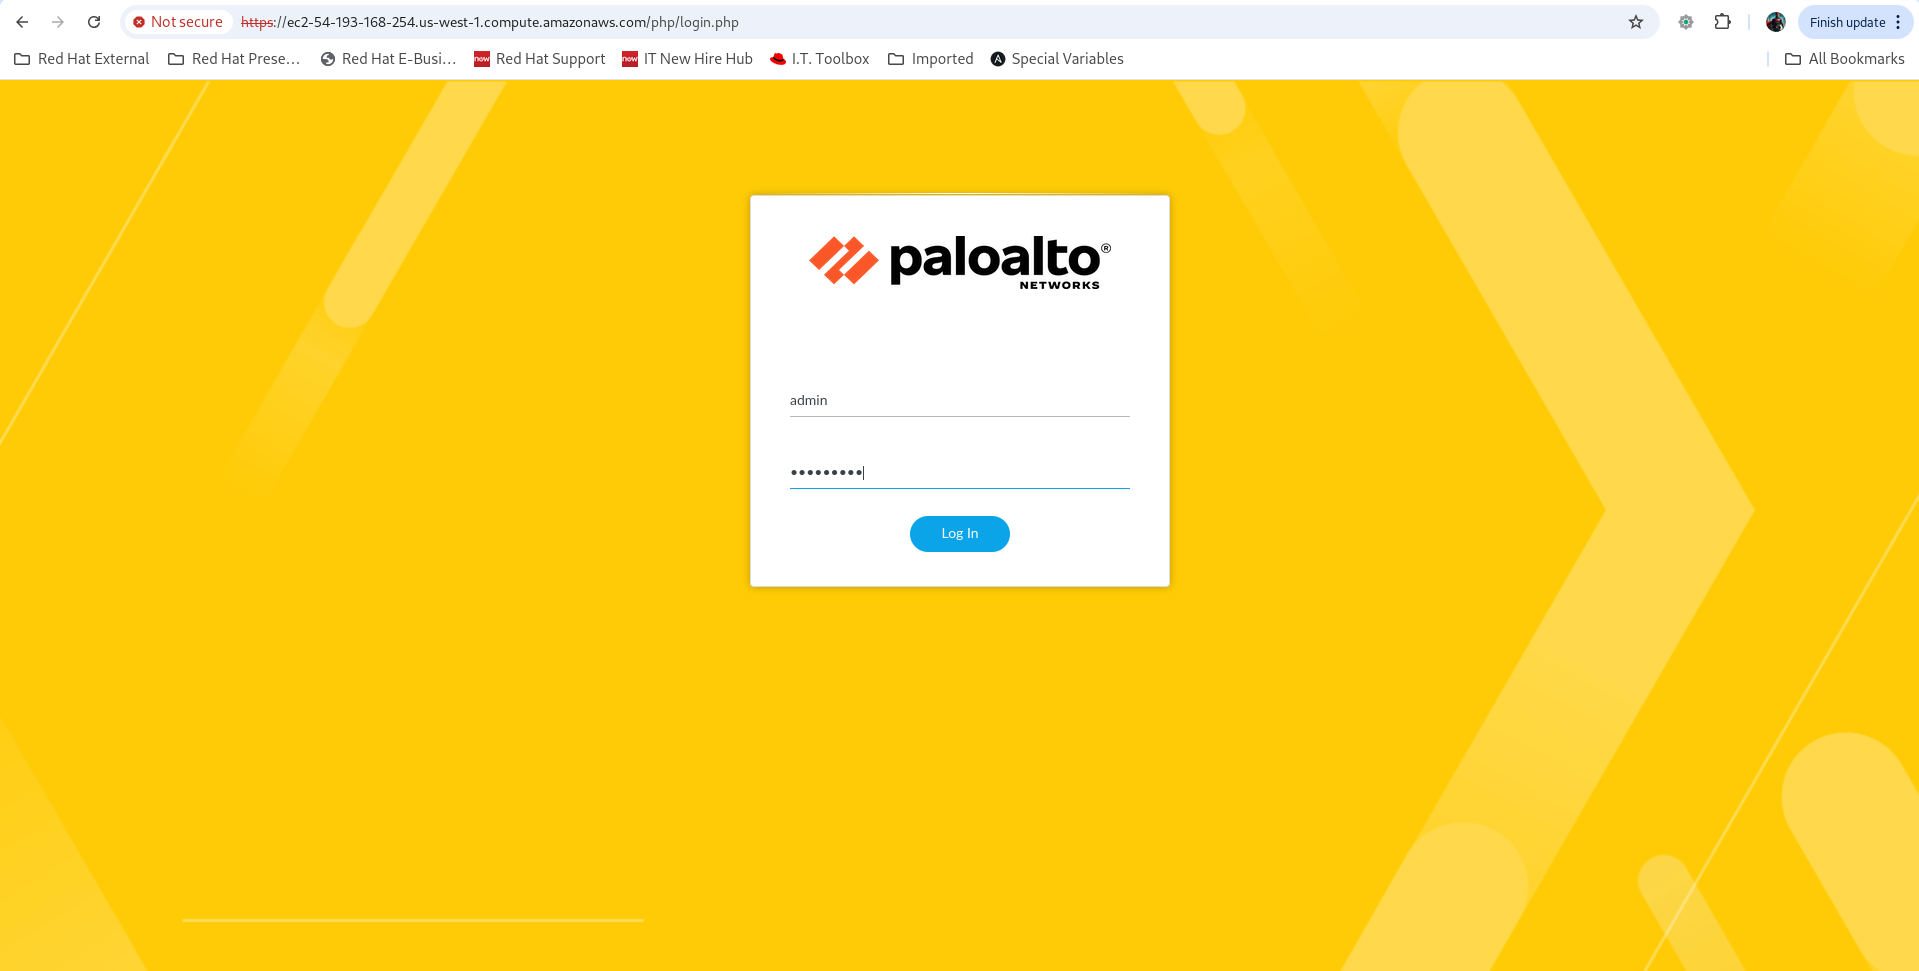 Not secure https://ec2-54-193-168-254.us-west-1.compute.amazonaws.com/php/login.php Finish update
Red Hat External Red Hat Prese... Red Hat E-Busi... now Red Hat Support now IT New Hire Hub I.T. Toolbox Imported A Special Variables All Bookmarks
paloalto®
NETWORKS
admin
•••••••••
Log In